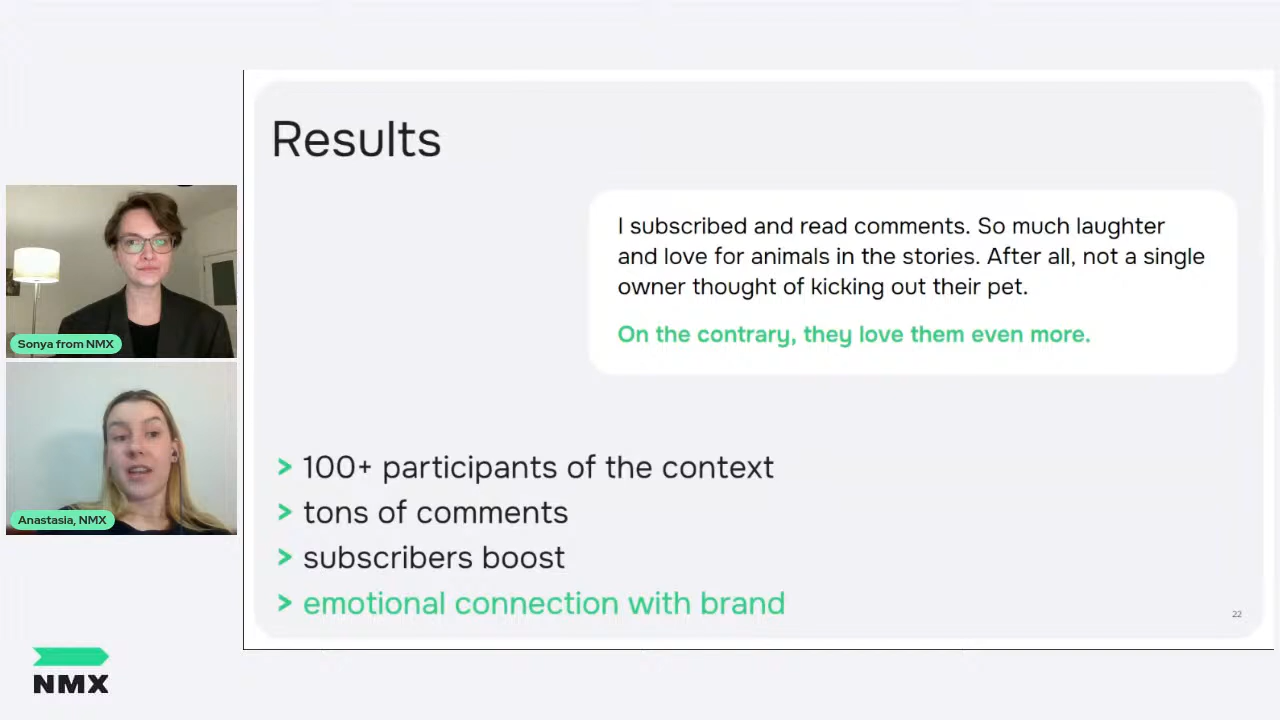 Results
I subscribed and read comments. So much laughter
and love for animals in the stories. After all, not a single
owner thought of kicking out their pet.
On the contrary, they love them even more.
> 100+ participants of the context
> tons of comments
> subscribers boost
> emotional connection with brand
22
Sonya from NMX
Anastasia, NMX
NMX